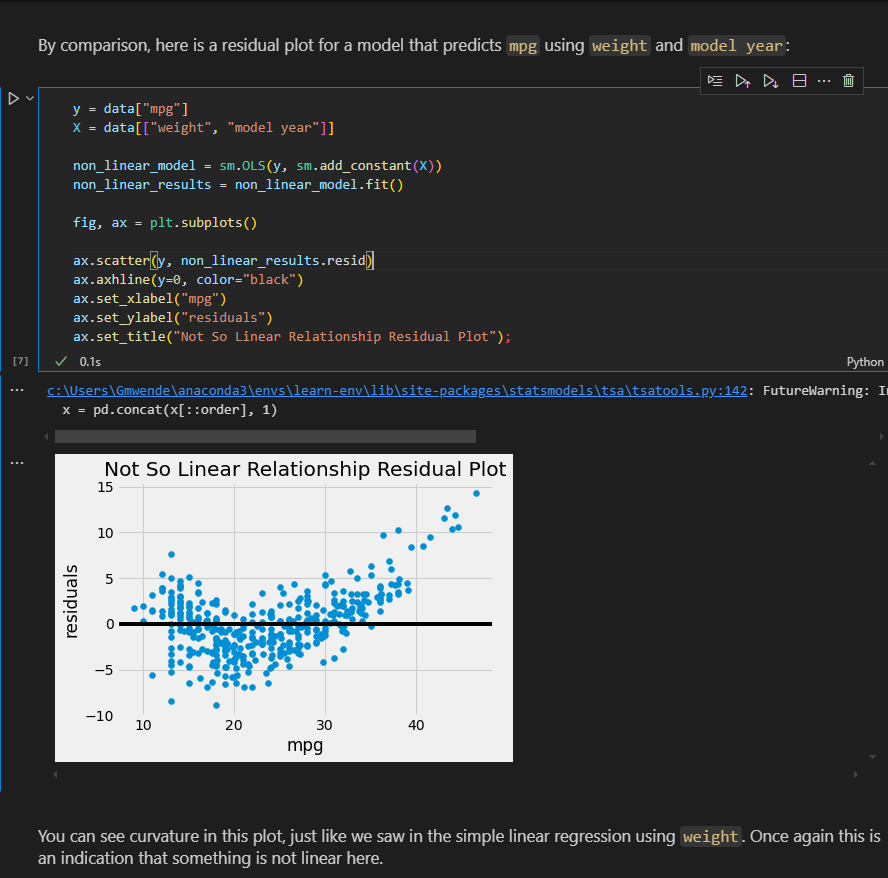 By comparison, here is a residual plot for a model that predicts mpg using weight and model year:
y = data["mpg"]
X = data[["weight", "model year"]]
non_linear_model = sm.OLS(y, sm.add_constant(X))
non_linear_results = non_linear_model.fit()
fig, ax = plt.subplots()
ax.scatter(y, non_linear_results.resid)
ax.axhline(y=0, color="black")
ax.set_xlabel("mpg")
ax.set_ylabel("residuals")
ax.set_title("Not So Linear Relationship Residual Plot");
[7] 0.1s Python
c:\Users\Gmwende\anaconda3\envs\learn-env\lib\site-packages\statsmodels\tsa\tsatools.py:142: FutureWarning:
x = pd.concat(x[::order], 1)
Not So Linear Relationship Residual Plot
15
10
5
0
−5
−10
residuals
10 20 30 40
mpg
You can see curvature in this plot, just like we saw in the simple linear regression using weight. Once again this is
an indication that something is not linear here.